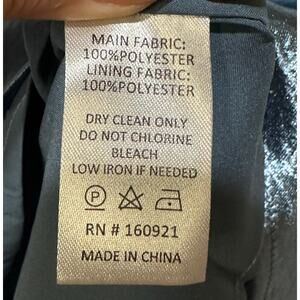 MAIN FABRIC:
100%POLYESTER
LINING FABRIC:
100%POLYESTER
DRY CLEAN ONLY
DO NOT CHLORINE
BLEACH
LOW IRON IF NEEDED
P
RN # 160921
MADE IN CHINA